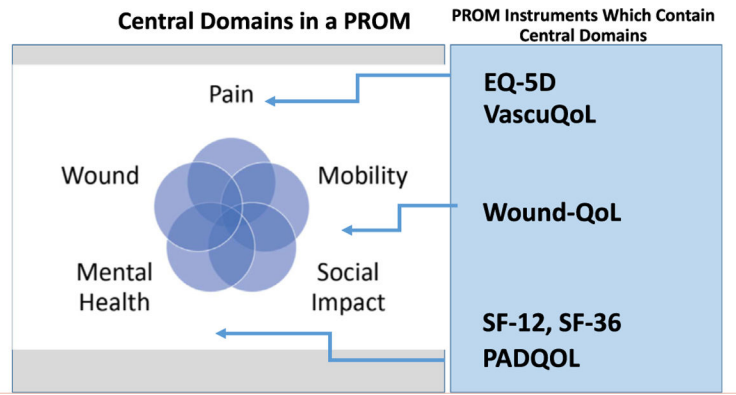 Central Domains in a PROM
PROM Instruments Which Contain
Central Domains
Pain
Wound
Mobility
Mental
Health
Social
Impact
EQ-5D
VascuQoL
Wound-QoL
SF-12, SF-36
PADQOL